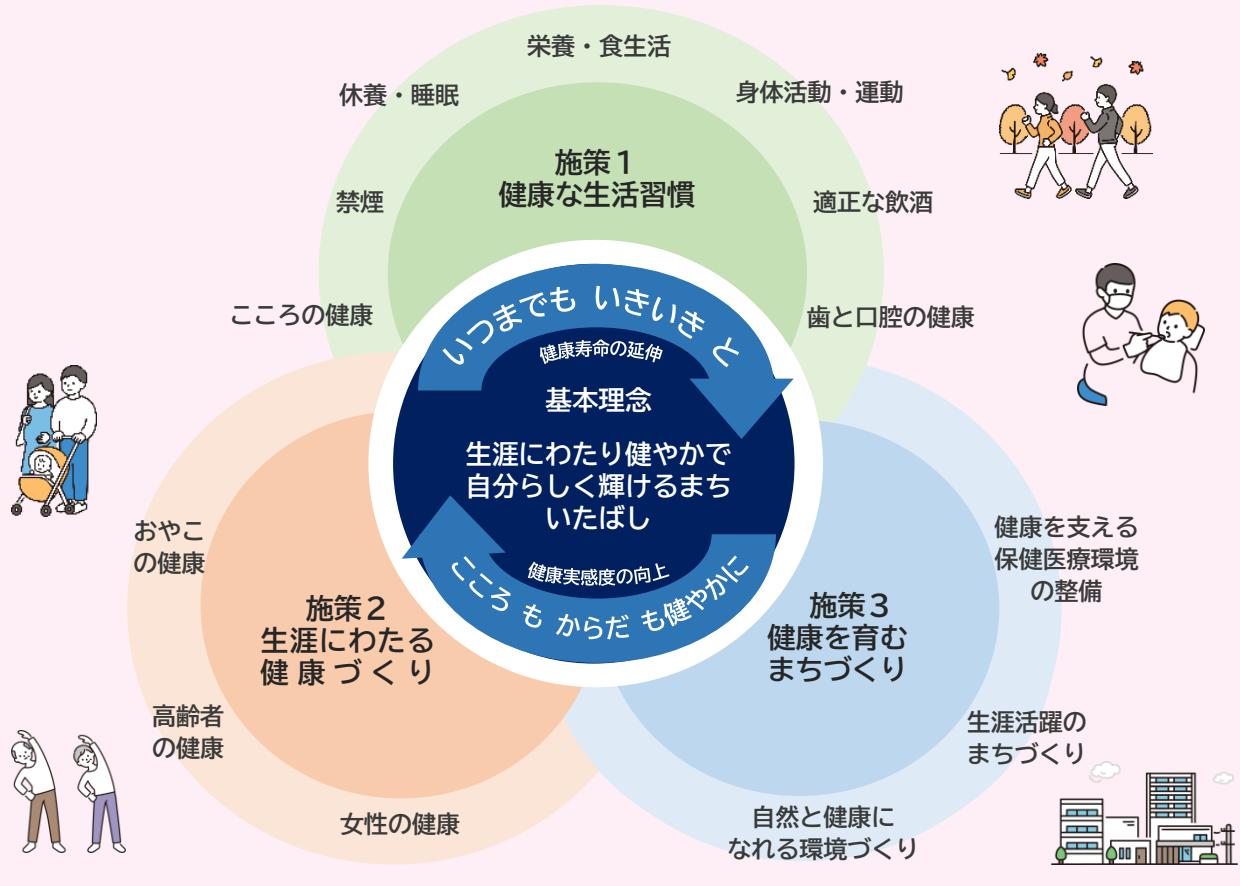 栄養・食生活
休養・睡眠
身体活動・運動
施策１
健康な生活習慣
禁煙
適正な飲酒
こころの健康
歯と口腔の健康
いつまでも いきいき と
健康寿命の延伸
基本理念
生涯にわたり健やかで
自分らしく輝けるまち
いたばし
健康実感度の向上
こころ も からだ も健やかに
おやこ
の健康
施策２
生涯にわたる
健 康 づ く り
高齢者
の健康
女性の健康
施策３
健康を育む
まちづくり
健康を支える
保健医療環境
の整備
生涯活躍の
まちづくり
自然と健康に
なれる環境づくり